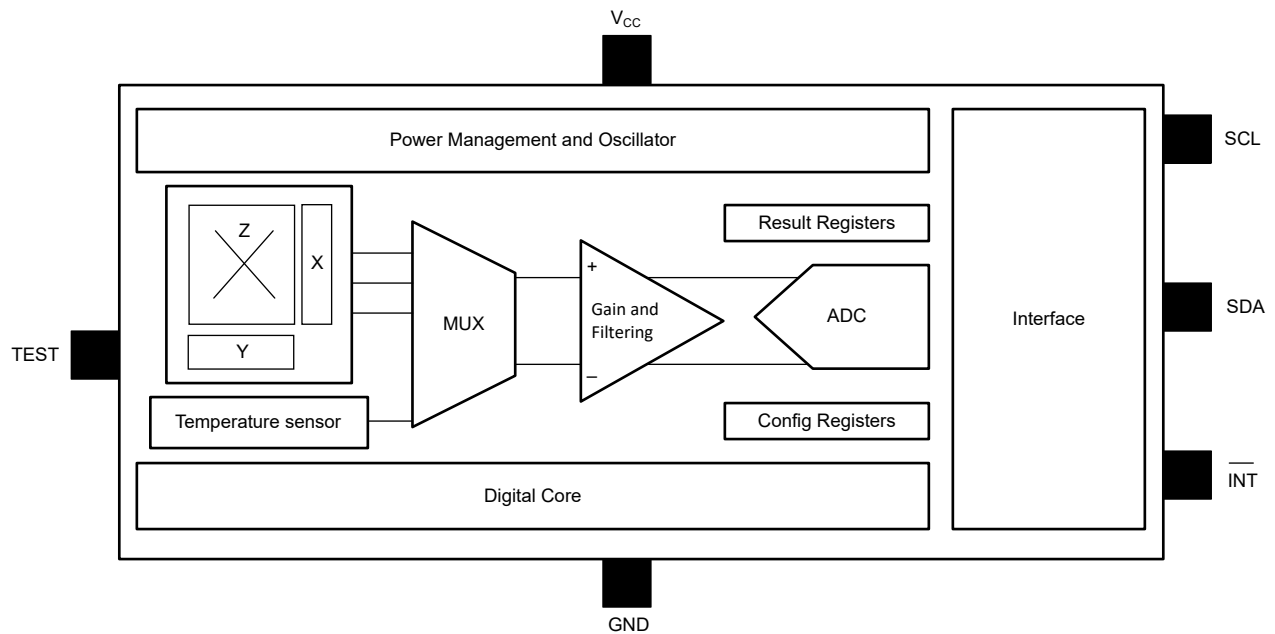 VCC
Power Management and Oscillator
SCL
Z
X
Result Registers
+
Gain and
Filtering
MUX
ADC
Interface
SDA
Y
TEST
–
Temperature sensor
Config Registers
INT
Digital Core
GND